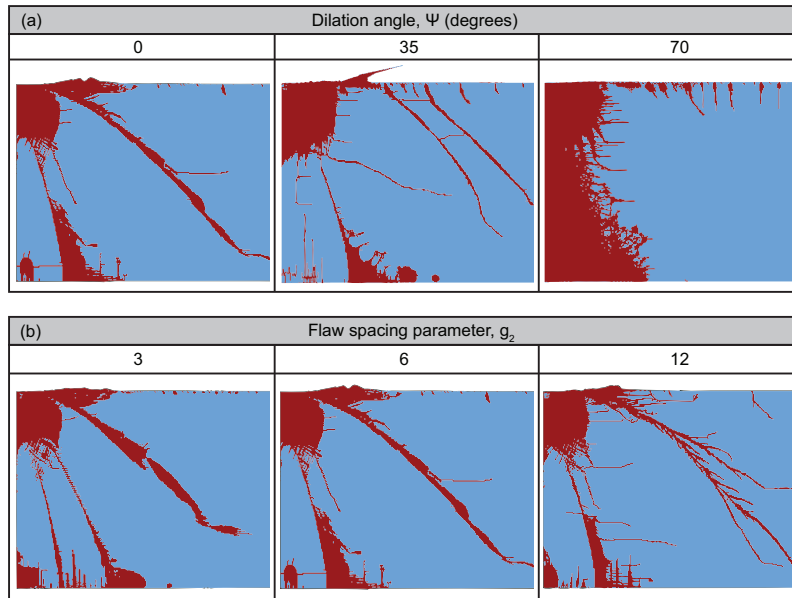 (a)
Dilation angle, Ψ (degrees)
0
35
70
(b)
Flaw spacing parameter, g₂
3
6
12